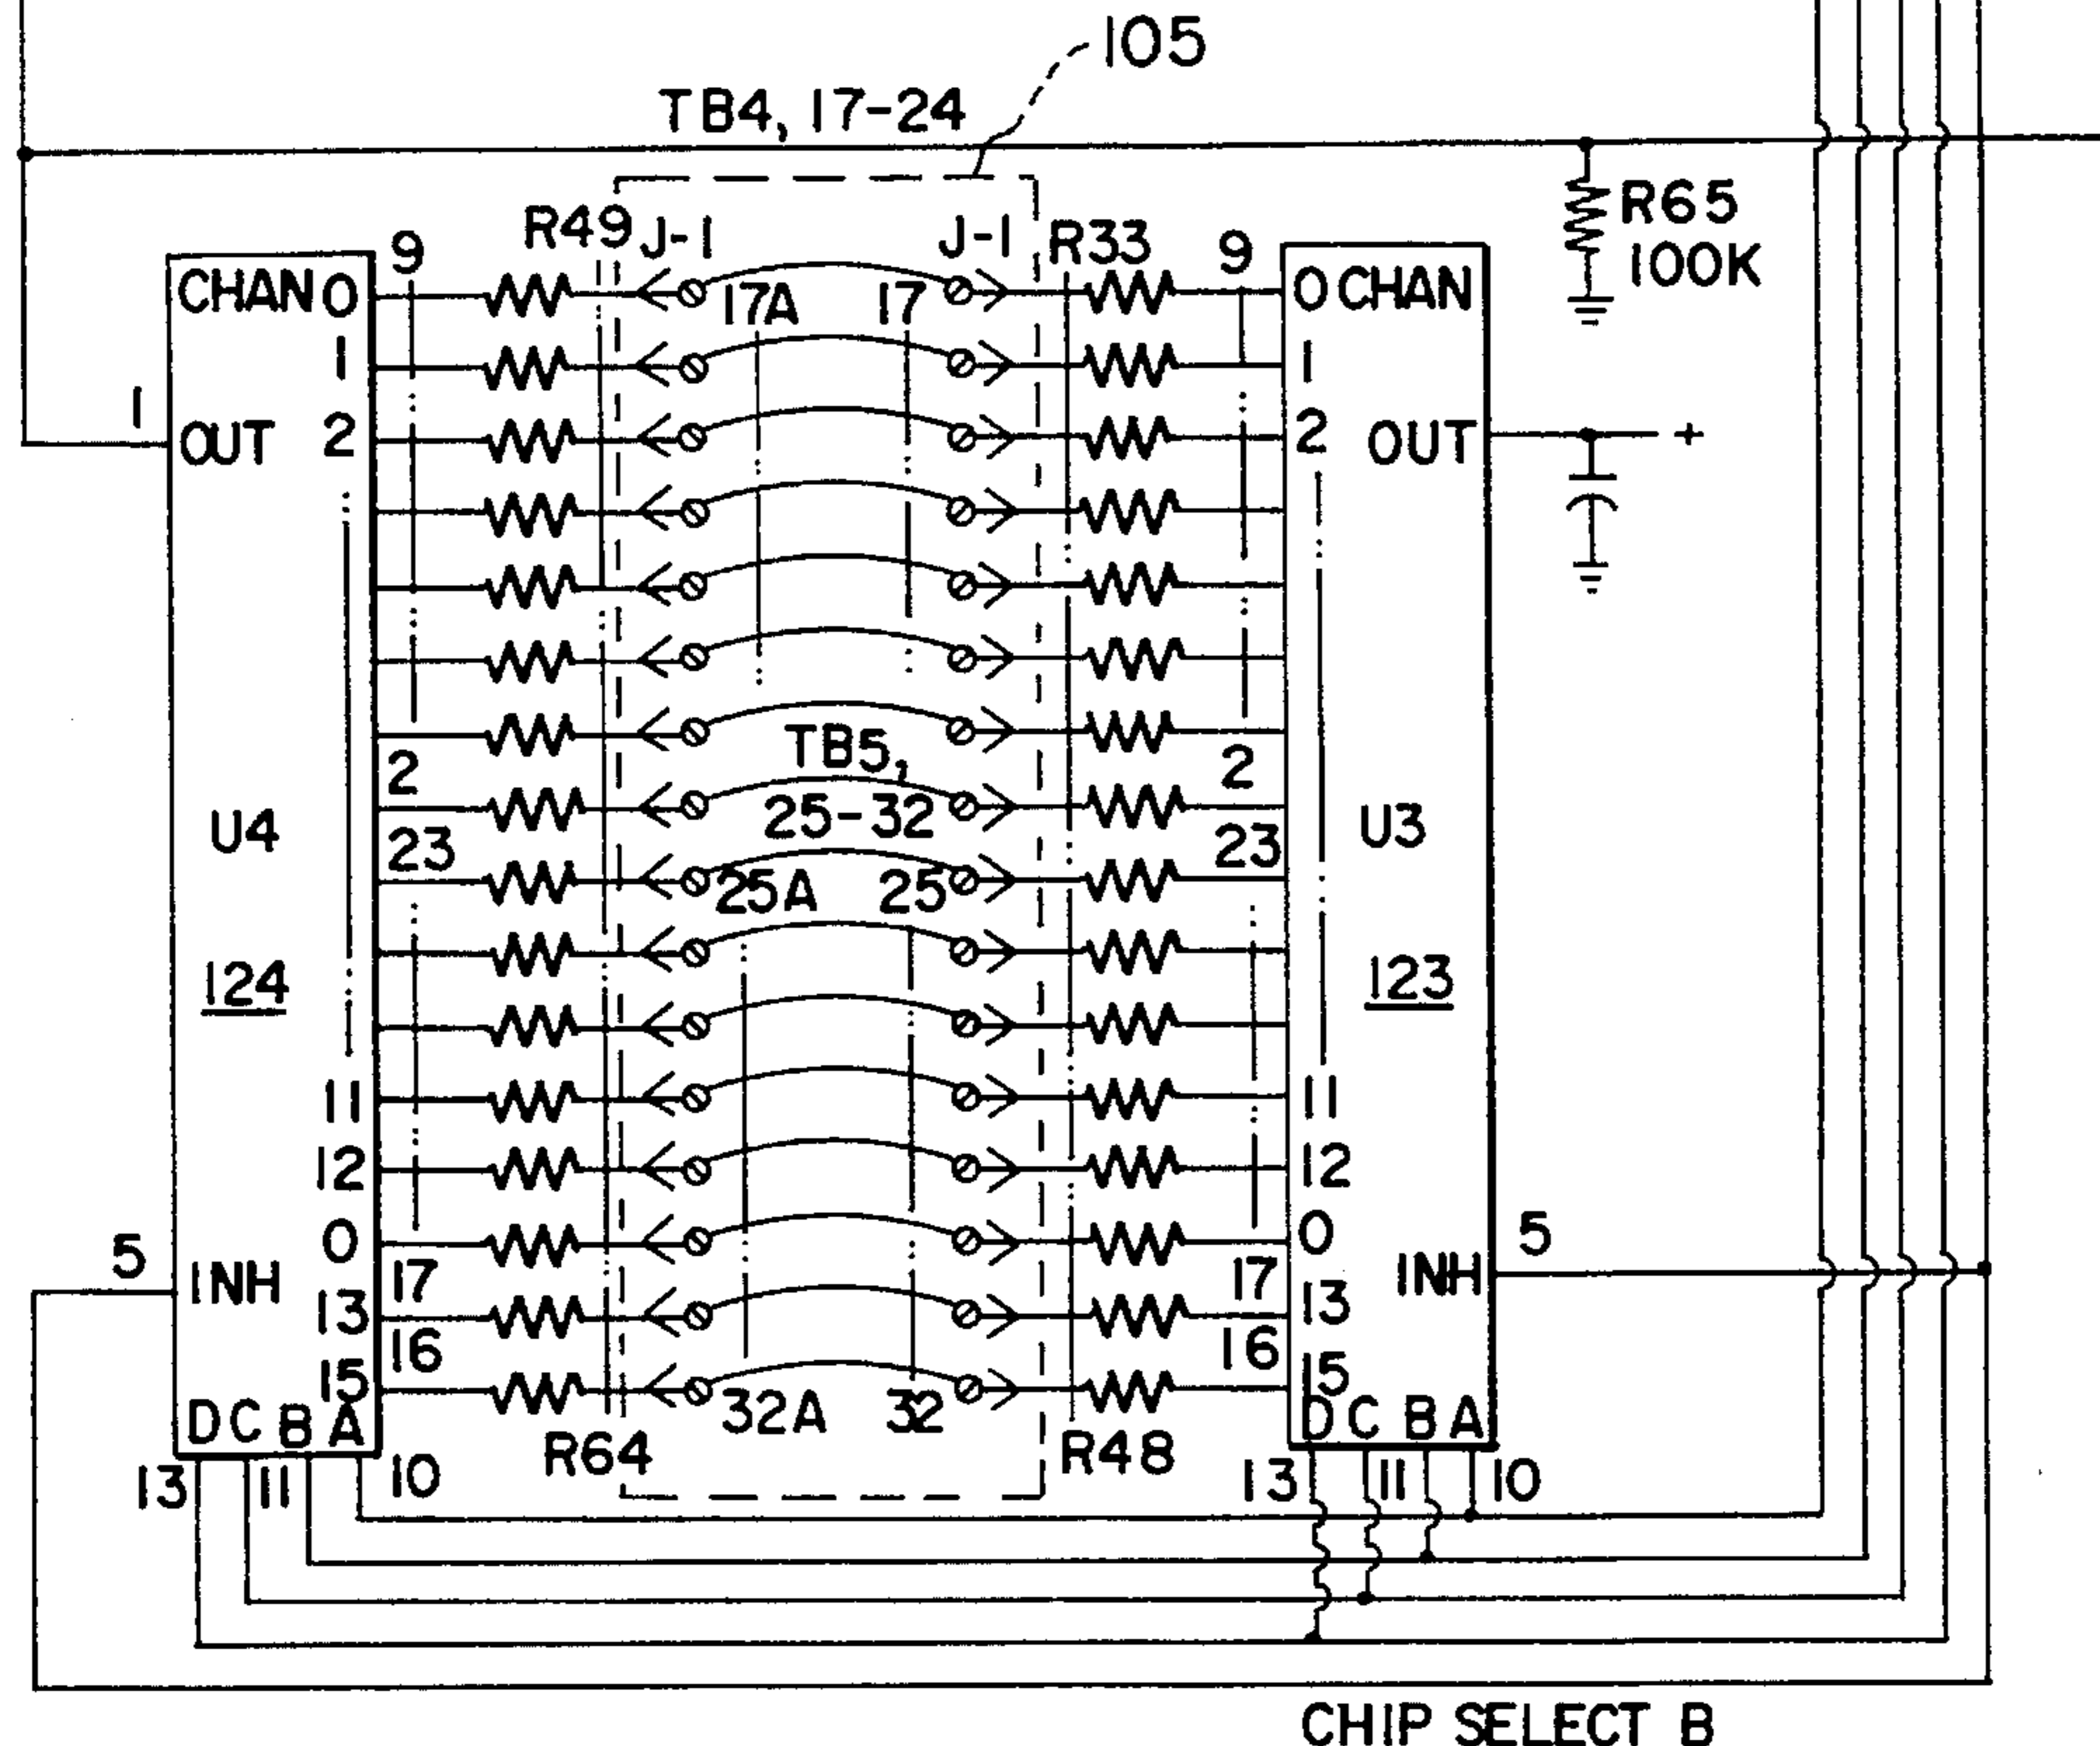 105
TB4, 17-24
R65
100K
R49 J-1 J-1 R33
9 9
CHAN 0 17A 17 0 CHAN
1 1
1 OUT 2 2 OUT +
TB5,
2 2
25-32
U4 U3
23 23
25A 25
124 123
11 11
12 12
0 0
5 INH 17 17 INH 5
13 13
16 16
15 32A 32 15
D C B A D C B A
R64 R48
13 11 10 13 11 10
CHIP SELECT B